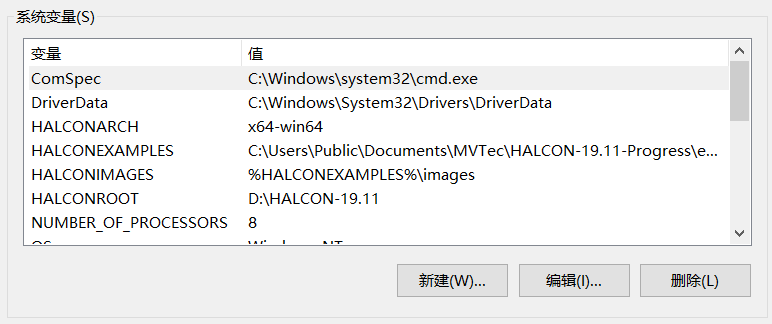 系统变量(S)
变量 值
ComSpec C:\Windows\system32\cmd.exe
DriverData C:\Windows\System32\Drivers\DriverData
HALCONARCH x64-win64
HALCONEXAMPLES C:\Users\Public\Documents\MVTec\HALCON-19.11-Progress\e...
HALCONIMAGES %HALCONEXAMPLES%\images
HALCONROOT D:\HALCON-19.11
NUMBER_OF_PROCESSORS 8
OS Windows_NT
新建(W)... 编辑(I)... 删除(L)